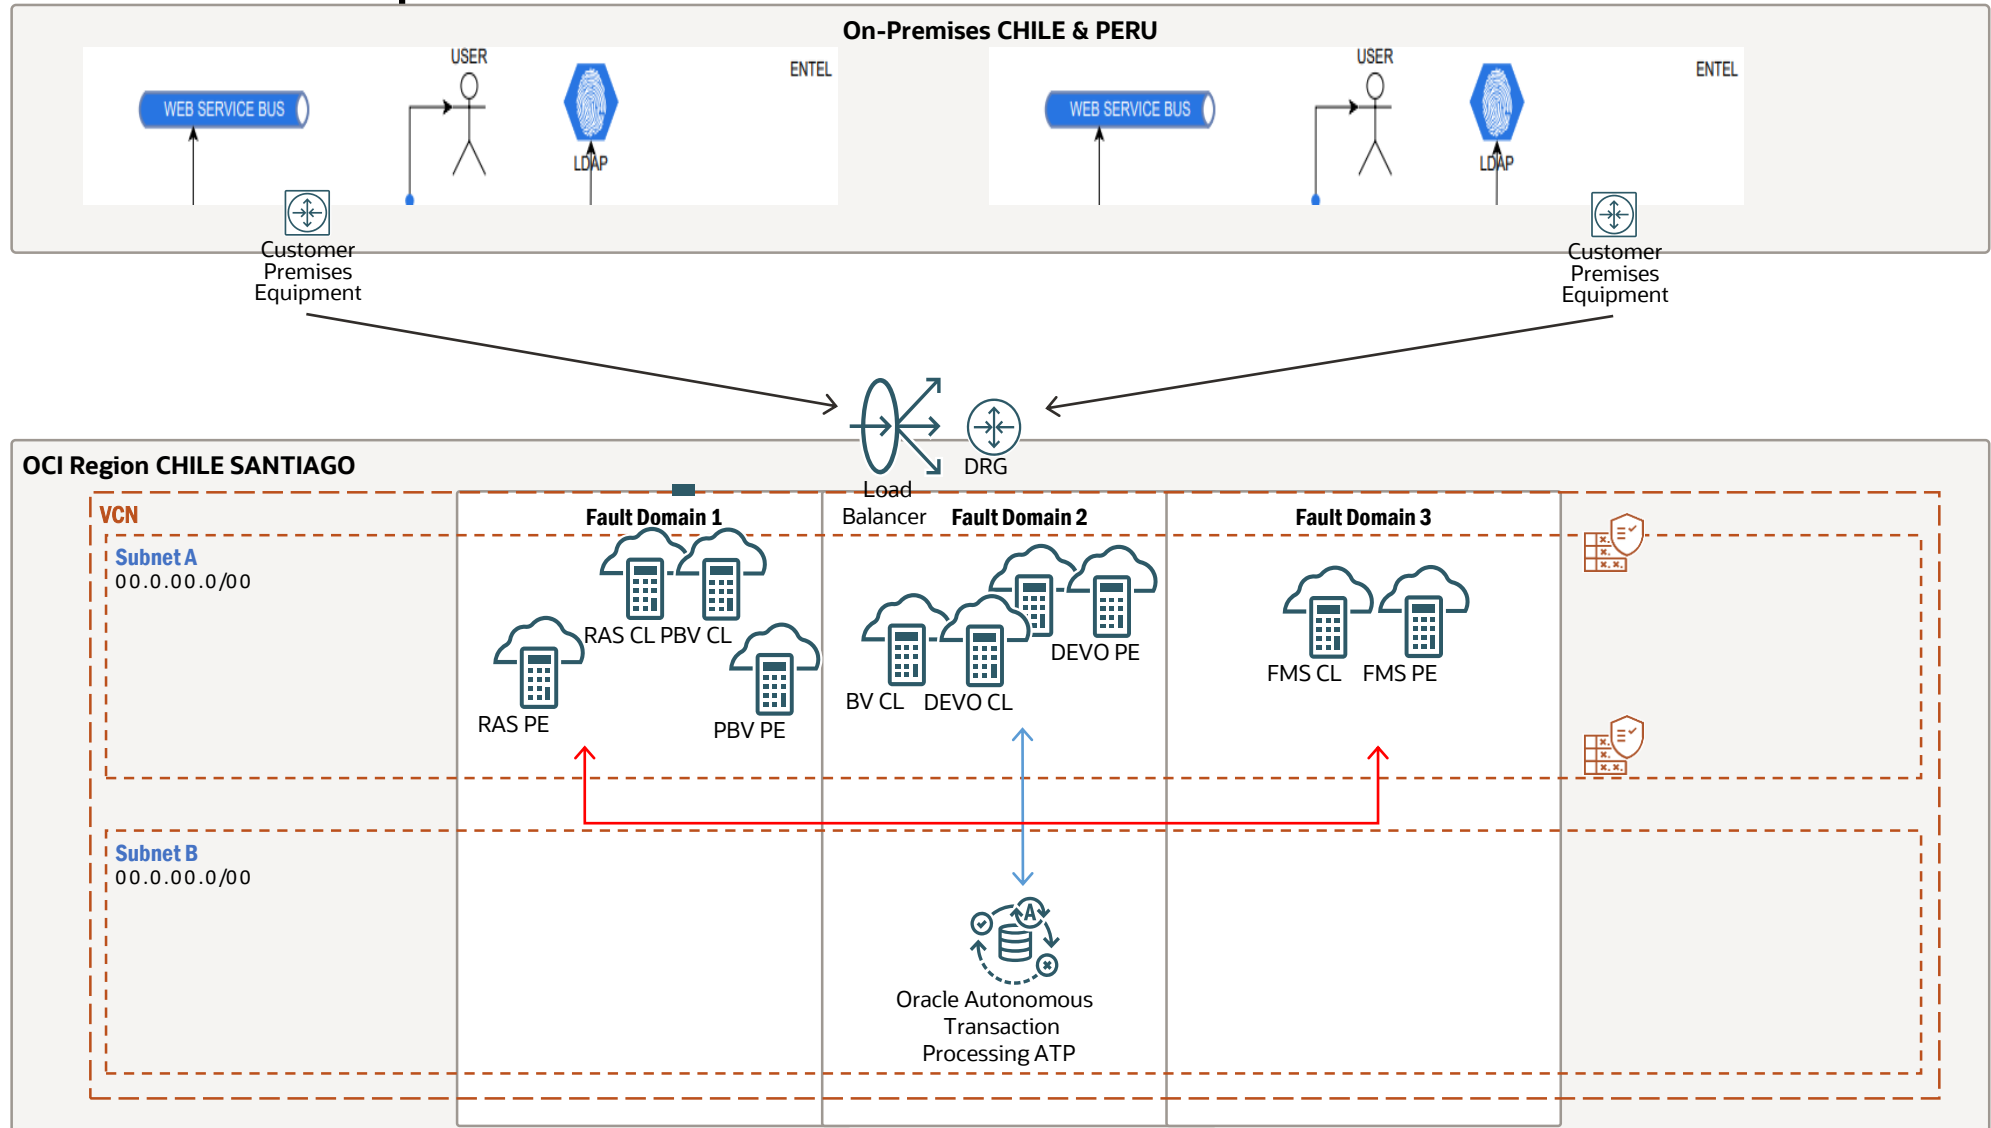 On-Premises CHILE & PERU
USER
ENTEL
WEB SERVICE BUS
LDAP
USER
ENTEL
WEB SERVICE BUS
LDAP
Customer
Premises
Equipment
Customer
Premises
Equipment
OCI Region CHILE SANTIAGO
DRG
Load
Balancer
VCN
Fault Domain 1
Fault Domain 2
Fault Domain 3
Subnet A
00.0.00.0/00
RAS CL
PBV CL
RAS PE
PBV PE
BV CL
DEVO CL
DEVO PE
FMS CL
FMS PE
Subnet B
00.0.00.0/00
A
Oracle Autonomous
Transaction
Processing ATP